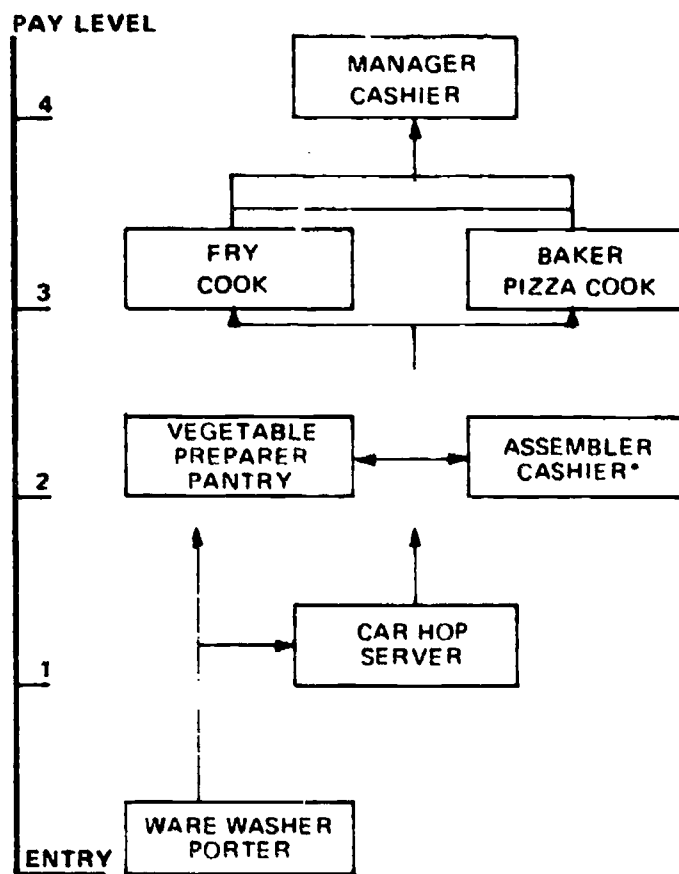 PAY LEVEL
MANAGER
CASHIER
4
FRY
COOK
BAKER
PIZZA COOK
3
VEGETABLE
PREPARER
PANTRY
ASSEMBLER
CASHIER*
2
CAR HOP
SERVER
1
WARE WASHER
PORTER
ENTRY